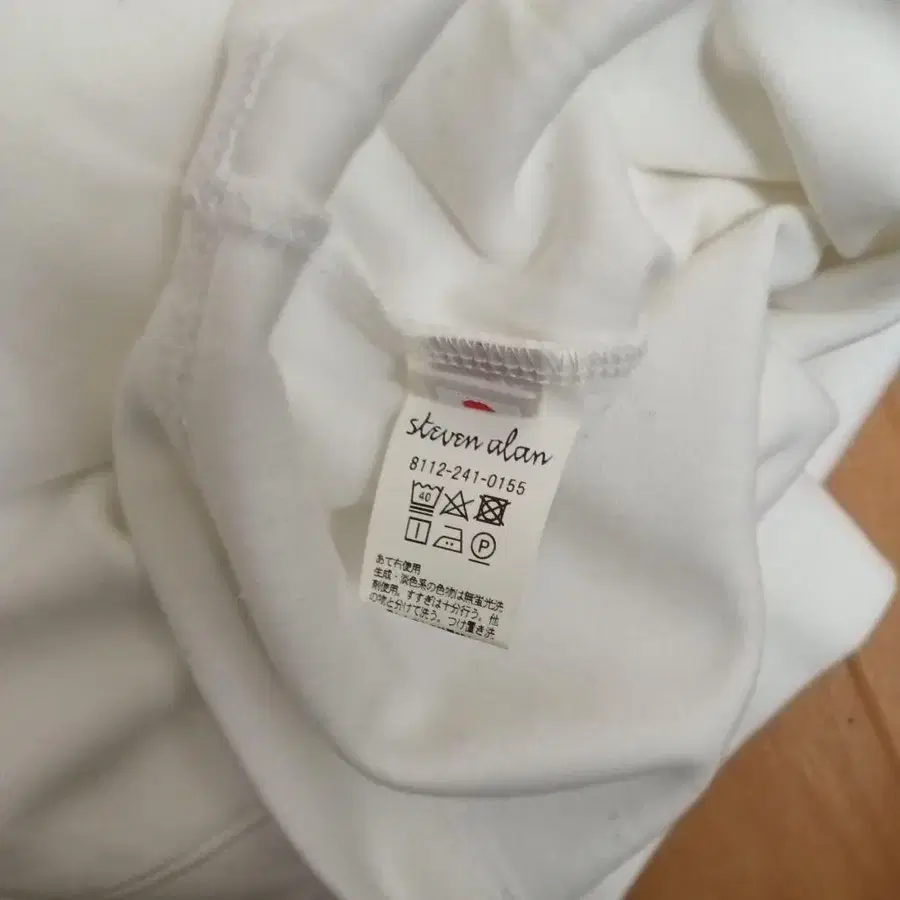 steven alan
8112-241-0155
40
P
あて布使用
生成・淡色系の色物は無蛍光洗
剤使用。すすぎは十分行う。他
の物と分けて洗う。つけ置き洗